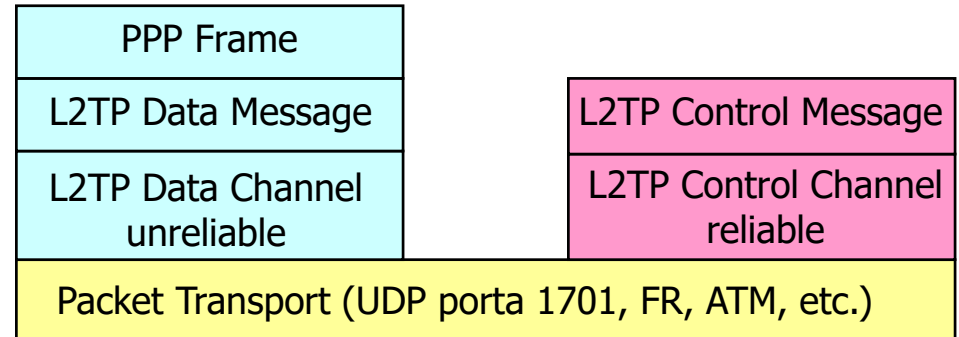 PPP Frame
L2TP Data Message
L2TP Control Message
L2TP Data Channel
unreliable
L2TP Control Channel
reliable
Packet Transport (UDP porta 1701, FR, ATM, etc.)